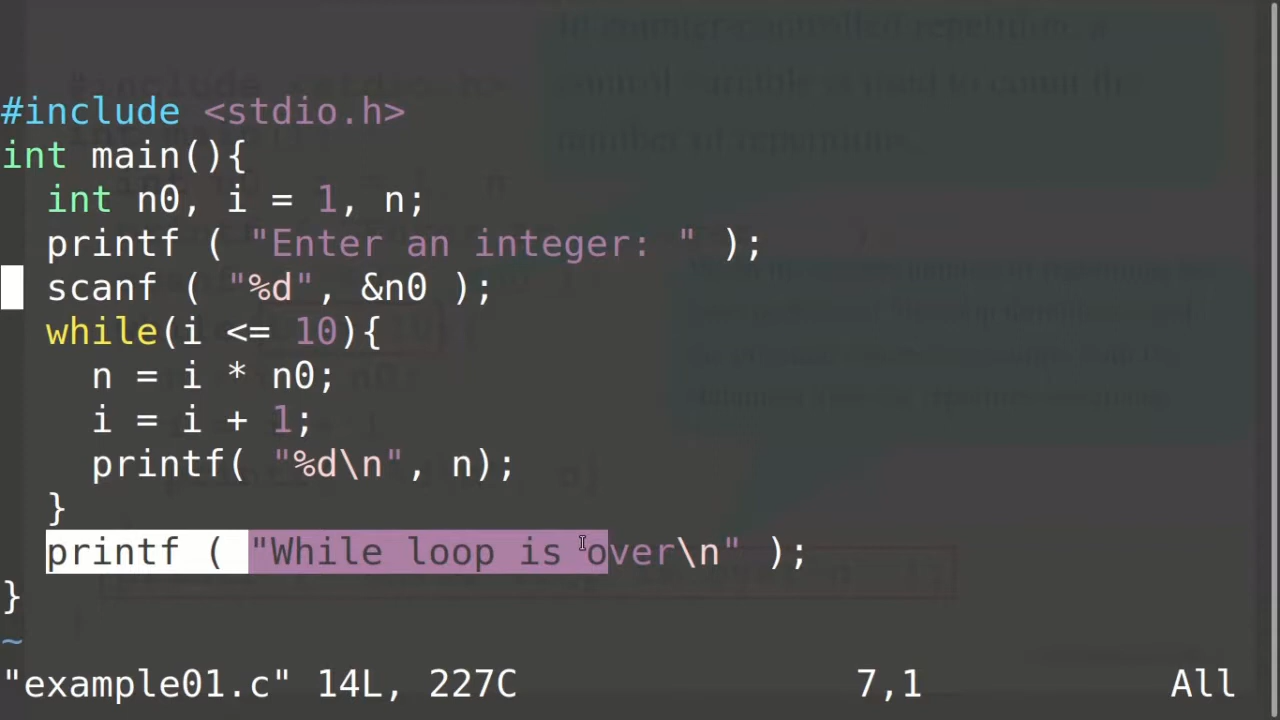 #include <stdio.h>
int main(){
  int n0, i = 1, n;
  printf ( "Enter an integer: " );
  scanf ( "%d", &n0 );
  while(i <= 10){
    n = i * n0;
    i = i + 1;
    printf( "%d\n", n);
  }
  printf ( "While loop is over\n" );
}
~
"example01.c" 14L, 227C 7,1 All